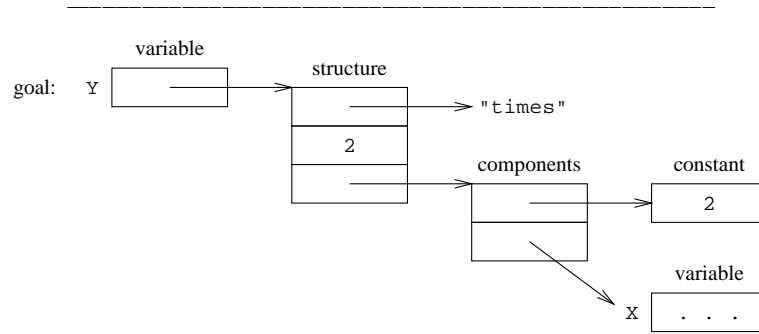 variable
structure
goal: Y
"times"
2
components
constant
2
variable
X . . .